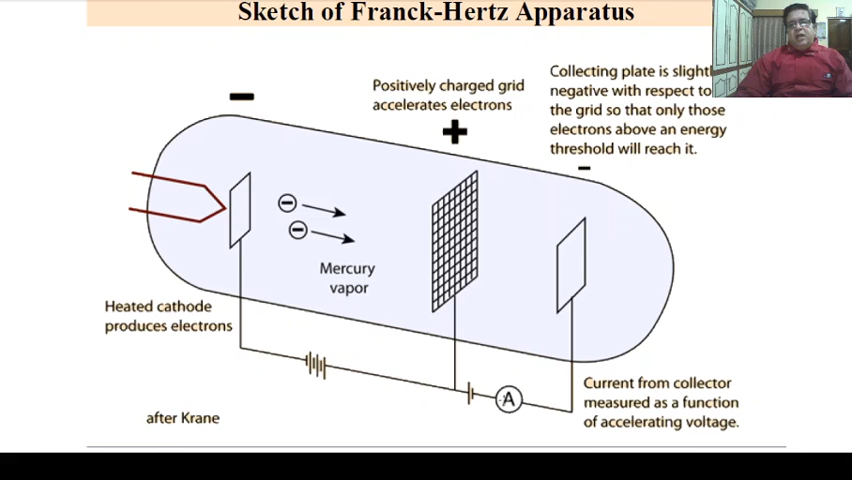 Sketch of Franck-Hertz Apparatus
Positively charged grid
accelerates electrons
Collecting plate is slightl
negative with respect to
the grid so that only those
electrons above an energy
threshold will reach it.
Mercury
vapor
Heated cathode
produces electrons
A
Current from collector
measured as a function
of accelerating voltage.
after Krane